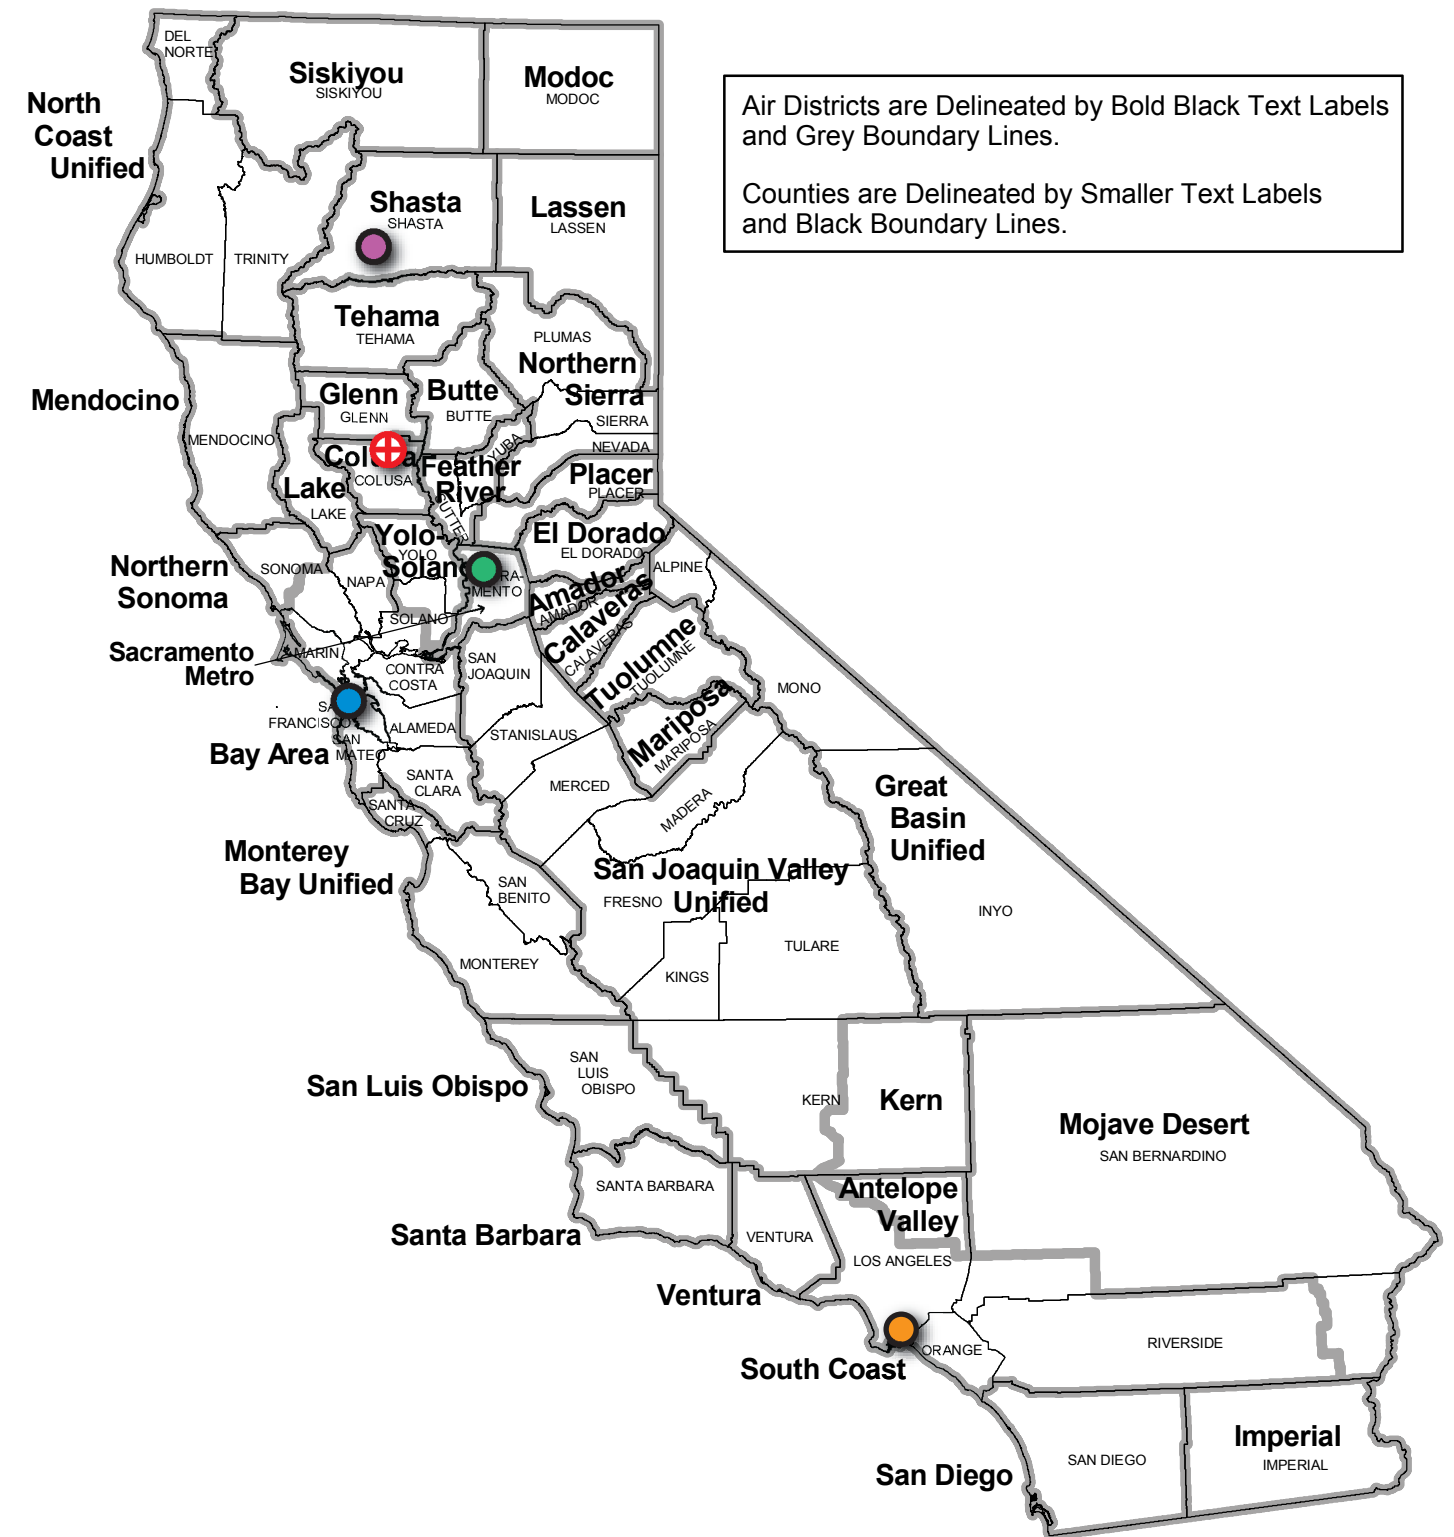 DEL
NORTE
Siskiyou
SISKIYOU
Modoc
MODOC
Air Districts are Delineated by Bold Black Text Labels
and Grey Boundary Lines.
Counties are Delineated by Smaller Text Labels
and Black Boundary Lines.
North
Coast
Unified
Shasta
SHASTA
Lassen
LASSEN
HUMBOLDT
TRINITY
Tehama
TEHAMA
PLUMAS
Northern
Sierra
SIERRA
Mendocino
MENDOCINO
Glenn
GLENN
Butte
BUTTE
YUBA
NEVADA
COLUSA
Feather
River
SUTTER
Placer
PLACER
Lake
LAKE
Yolo-
YOLO
El Dorado
EL DORADO
Northern
Sonoma
SONOMA
NAPA
SOLANO
MENTO
Amador
AMADOR
ALPINE
Calaveras
CALAVERAS
Sacramento
Metro
MARIN
CONTRA
COSTA
SAN
JOAQUIN
Tuolumne
TUOLUMNE
MONO
FRANCISCO
Bay Area
SAN
MATEO
ALAMEDA
STANISLAUS
Mariposa
MARIPOSA
SANTA
CLARA
MERCED
MADERA
Great
Basin
Unified
SANTA
CRUZ
Monterey
Bay Unified
SAN
BENITO
San Joaquin Valley
Unified
FRESNO
INYO
MONTEREY
KINGS
TULARE
San Luis Obispo
SAN
LUIS
OBISPO
KERN
Kern
Mojave Desert
SAN BERNARDINO
Santa Barbara
SANTA BARBARA
Antelope
Valley
Ventura
VENTURA
LOS ANGELES
South Coast
ORANGE
RIVERSIDE
San Diego
SAN DIEGO
Imperial
IMPERIAL